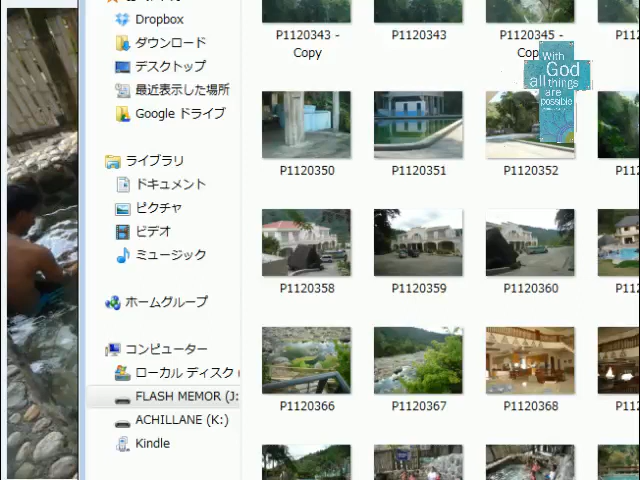 Dropbox
ダウンロード
デスクトップ
最近表示した場所
Google ドライブ
ライブラリ
ドキュメント
ピクチャ
ビデオ
ミュージック
ホームグループ
コンピューター
ローカル ディスク (
FLASH MEMOR (J:
ACHILLANE (K:)
Kindle
P1120343 -
Copy
P1120343
P1120345 -
Cop
With
God
all things
are
possible
P1120350
P1120351
P1120352
P112
P1120358
P1120359
P1120360
P112
P1120366
P1120367
P1120368
P112